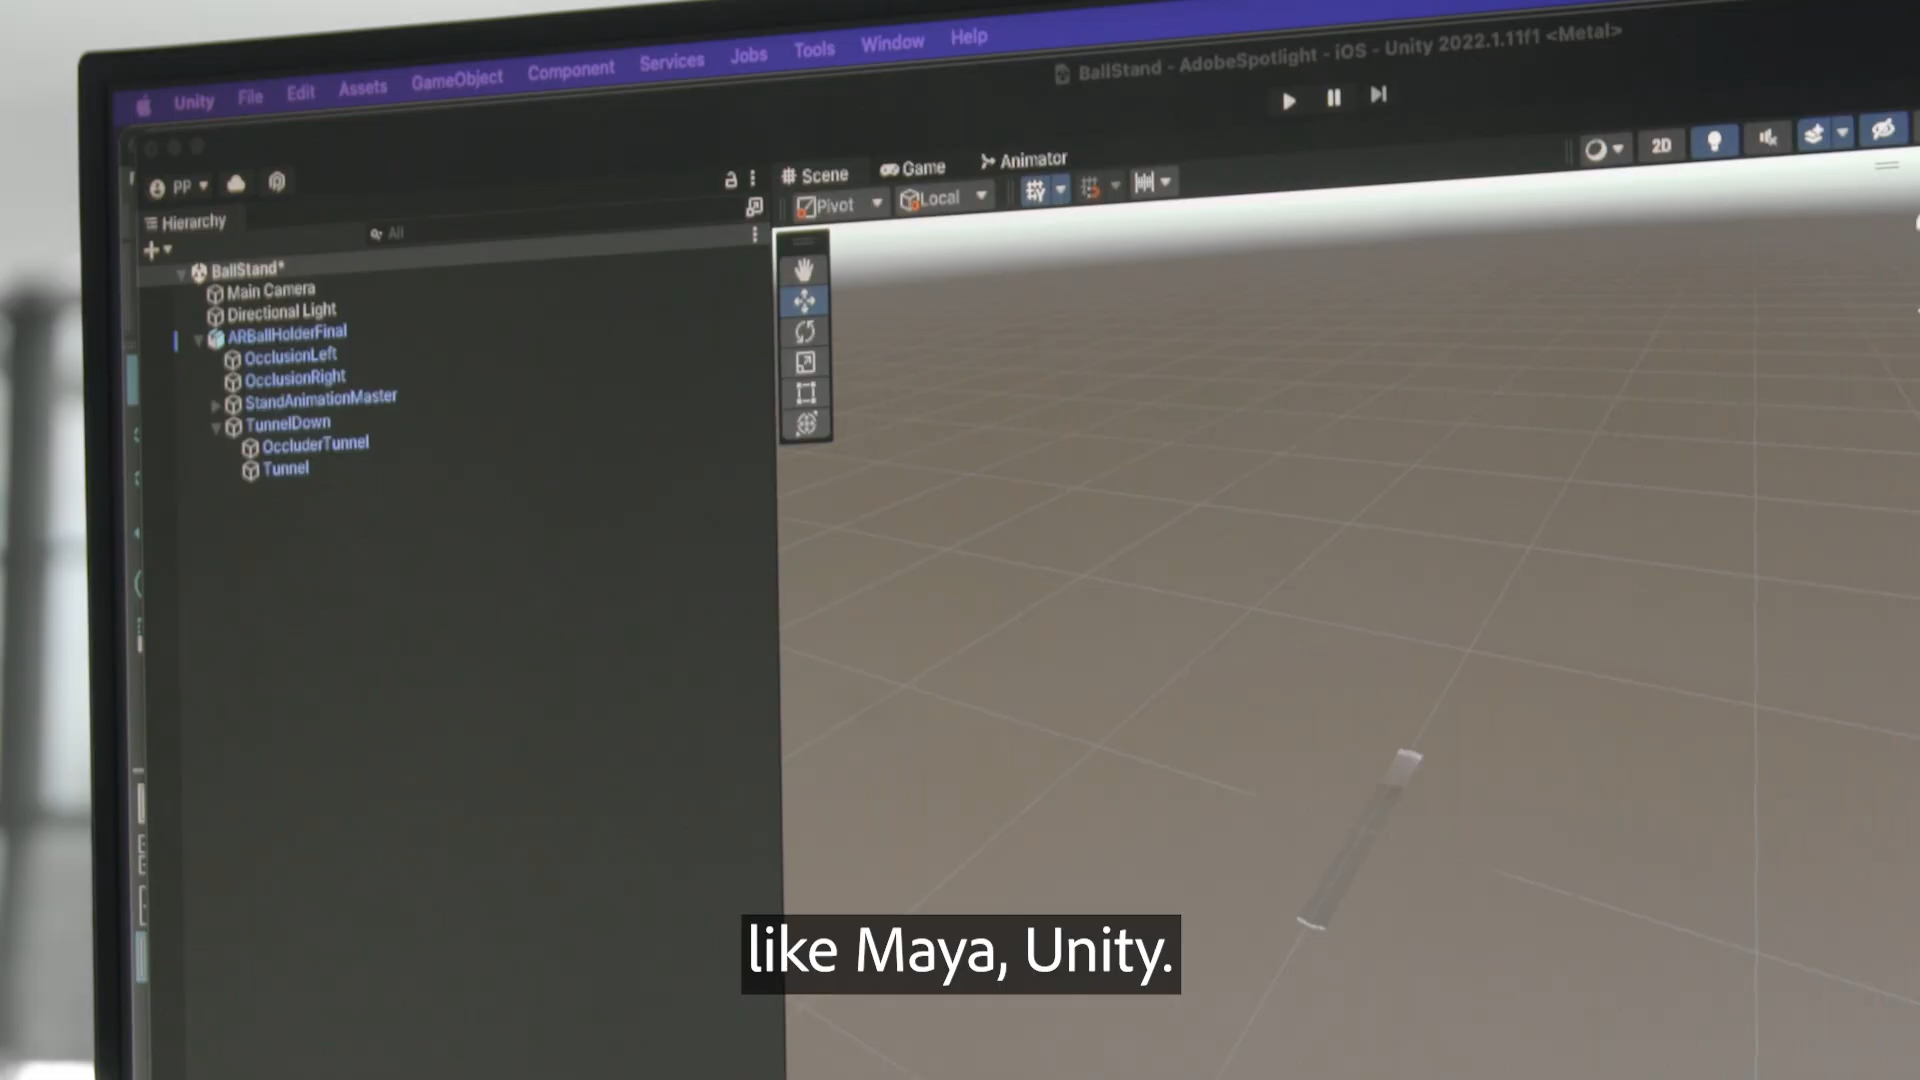 Unity File Edit Assets GameObject Component Services Jobs Tools Window Help
BallStand - AdobeSpotlight - iOS - Unity 2022.1.11f1 <Metal>
PP
Scene Game Animator
Pivot Local
2D
Hierarchy
All
BallStand*
Main Camera
Directional Light
ARBallHolderFinal
OcclusionLeft
OcclusionRight
StandAnimationMaster
TunnelDown
OccluderTunnel
Tunnel
like Maya, Unity.